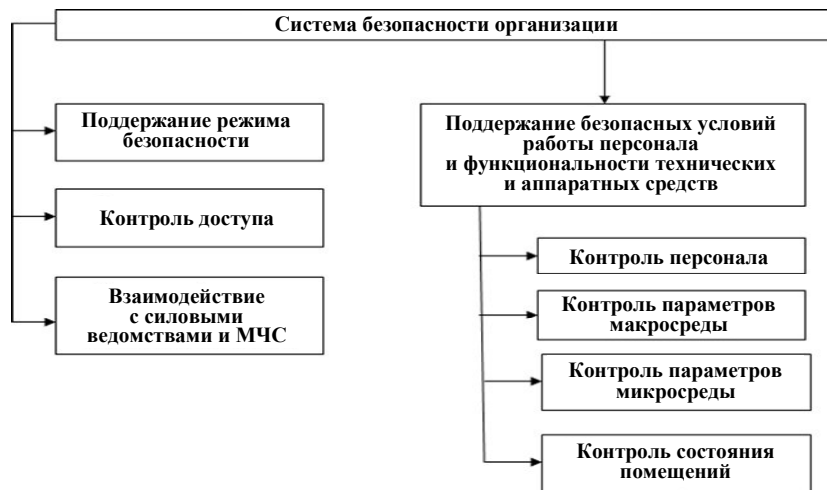 Система безопасности организации
Поддержание режима
безопасности
Контроль доступа
Взаимодействие
с силовыми
ведомствами и МЧС
Поддержание безопасных условий
работы персонала
и функциональности технических
и аппаратных средств
Контроль персонала
Контроль параметров
макросреды
Контроль параметров
микросреды
Контроль состояния
помещений